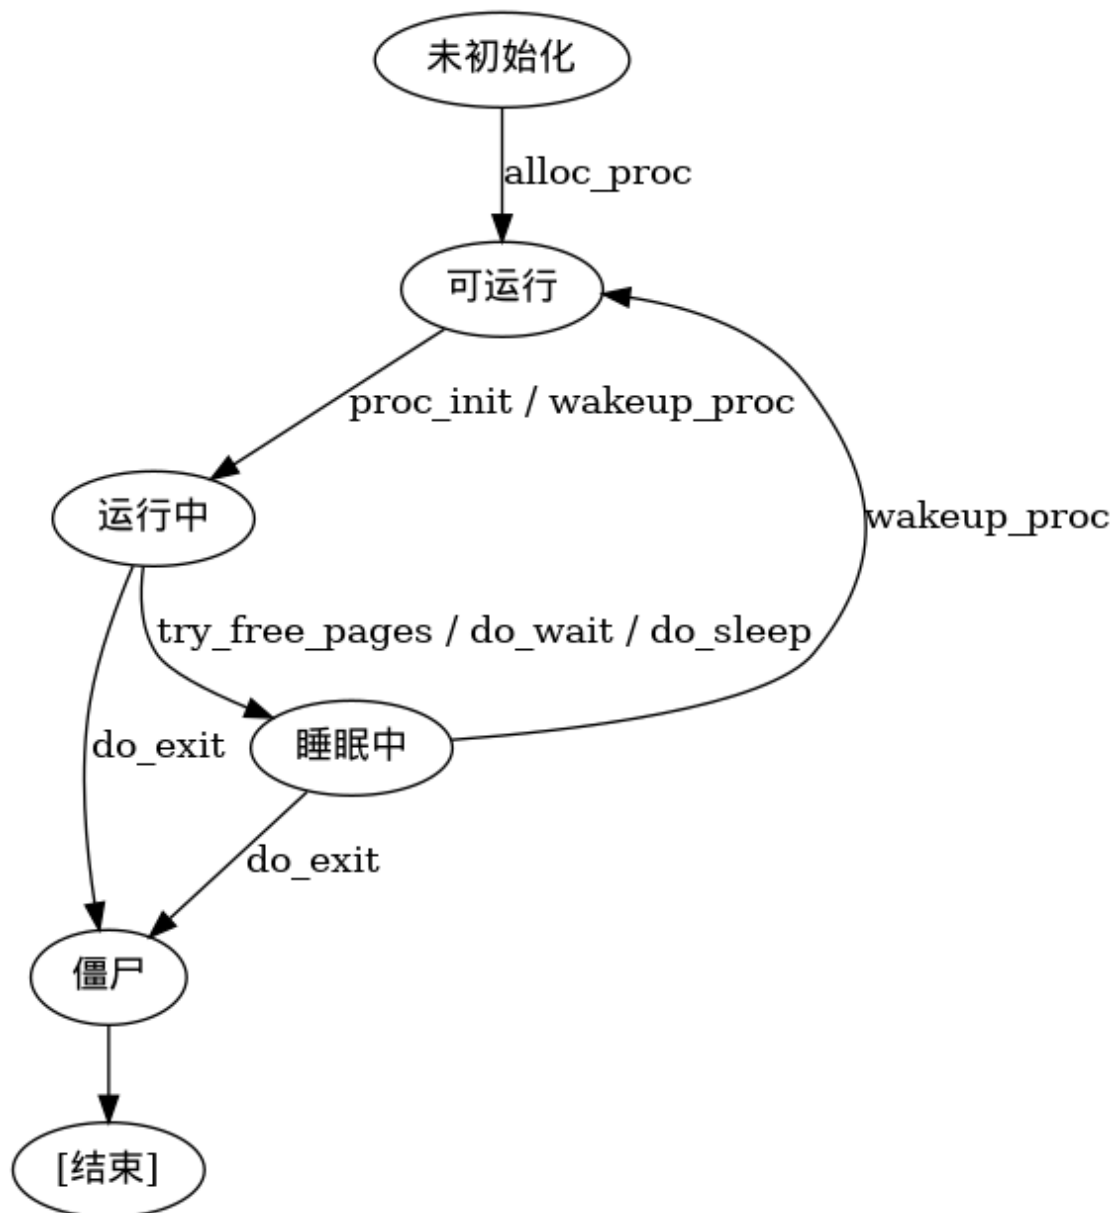 未初始化
alloc_proc
可运行
proc_init / wakeup_proc
运行中
wakeup_proc
try_free_pages / do_wait / do_sleep
do_exit
睡眠中
do_exit
僵尸
[结束]